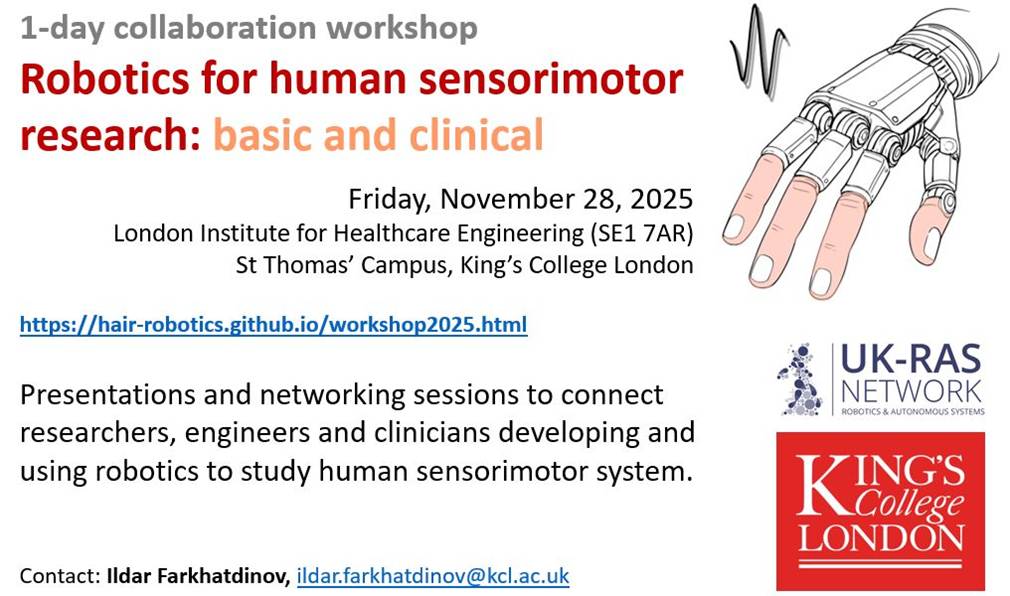 1-day collaboration workshop
Robotics for human sensorimotor
research: basic and clinical
Friday, November 28, 2025
London Institute for Healthcare Engineering (SE1 7AR)
St Thomas’ Campus, King’s College London
https://hair-robotics.github.io/workshop2025.html
Presentations and networking sessions to connect
researchers, engineers and clinicians developing and
using robotics to study human sensorimotor system.
Contact: Ildar Farkhatdinov, ildar.farkhatdinov@kcl.ac.uk
UK-RAS
NETWORK
ROBOTICS & AUTONOMOUS SYSTEMS
KING’S
College
LONDON